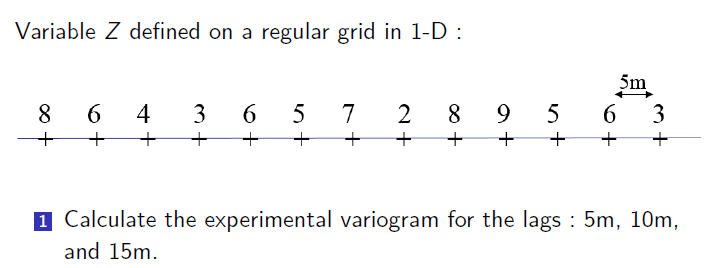 Variable Z defined on a regular grid in 1-D :
5m
8 6 4 3 6 5 7 2 8 9 5 6 3
1 Calculate the experimental variogram for the lags : 5m, 10m,
and 15m.